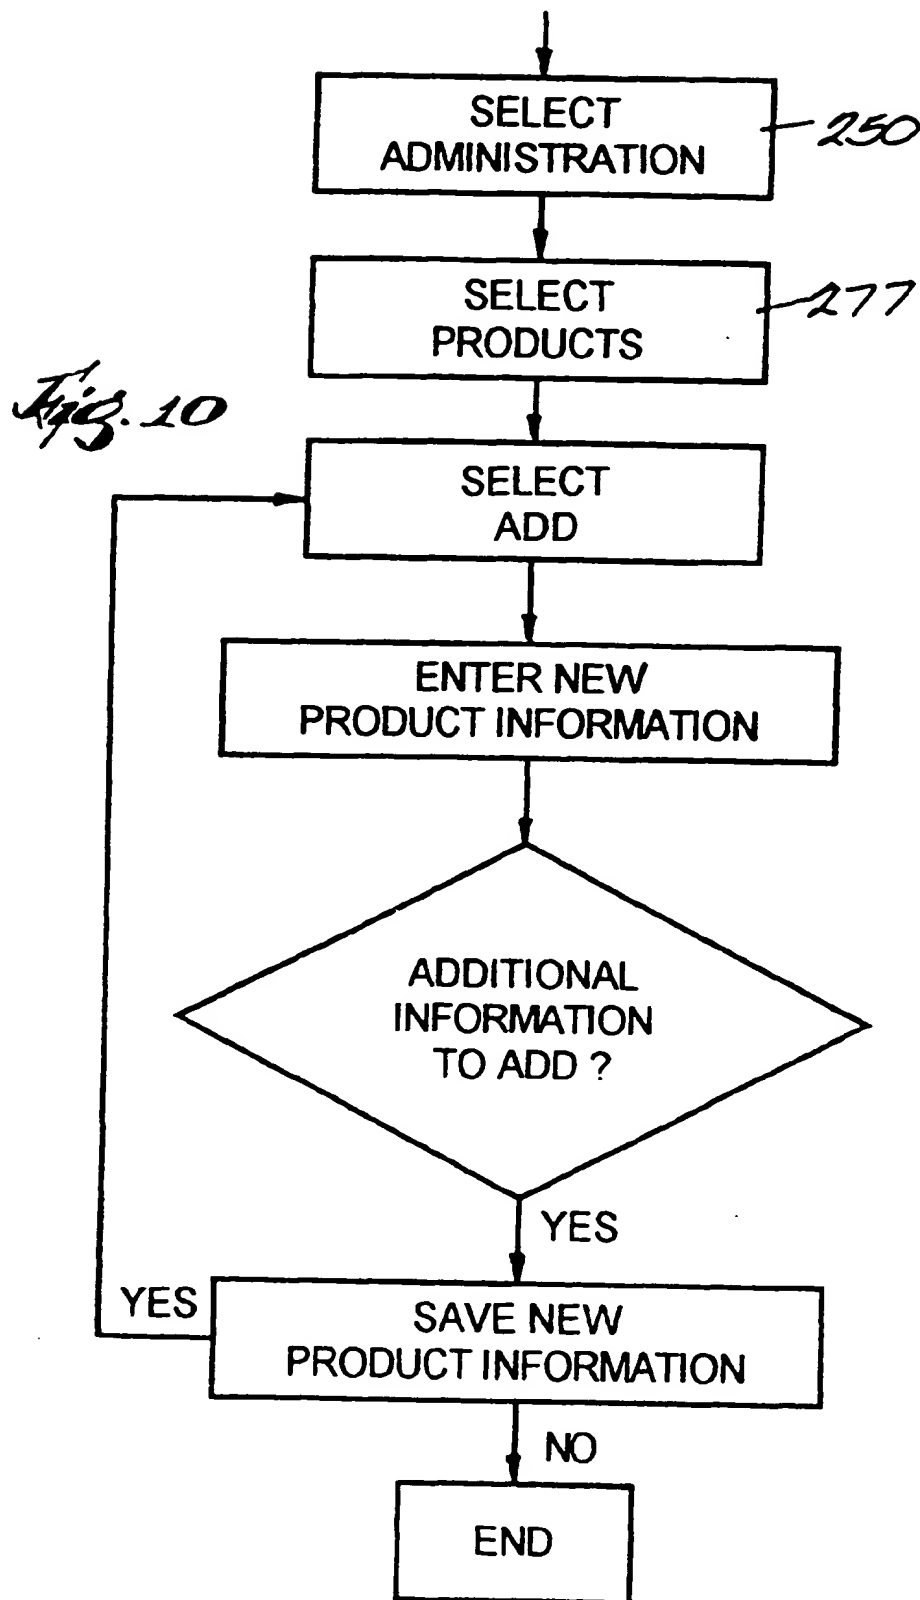 SELECT
ADMINISTRATION
250
SELECT
PRODUCTS
277
Fig. 10
SELECT
ADD
ENTER NEW
PRODUCT INFORMATION
ADDITIONAL
INFORMATION
TO ADD ?
YES
YES
SAVE NEW
PRODUCT INFORMATION
NO
END